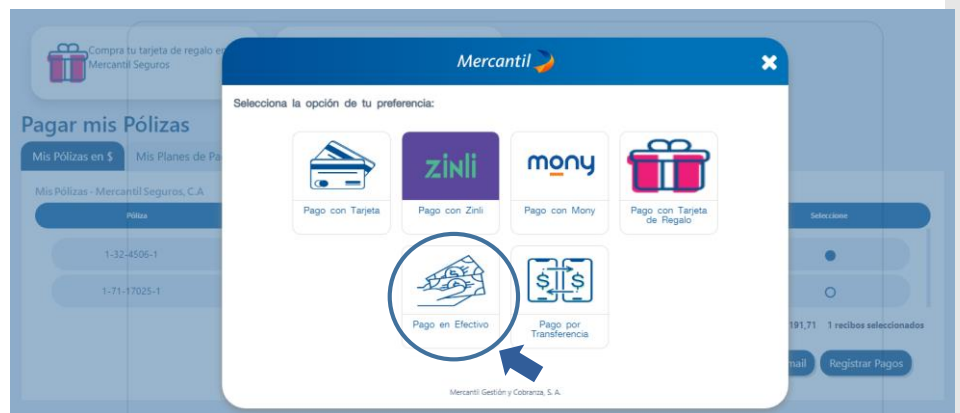 Compra tu tarjeta de regalo en
Mercantil Seguros
Mercantil
Selecciona la opción de tu preferencia:
Pagar mis Pólizas
Mis Pólizas en $
Mis Planes de Pa
Mis Pólizas - Mercantil Seguros, C.A
Póliza
Seleccione
1-32-4506-1
1-71-17025-1
Pago con Tarjeta
zinli
Pago con Zinli
mony
Pago con Mony
Pago con Tarjeta
de Regalo
Pago en Efectivo
$ $
Pago por
Transferencia
191,71 1 recibos seleccionados
mail
Registrar Pagos
Mercantil Gestión y Cobranza, S. A.